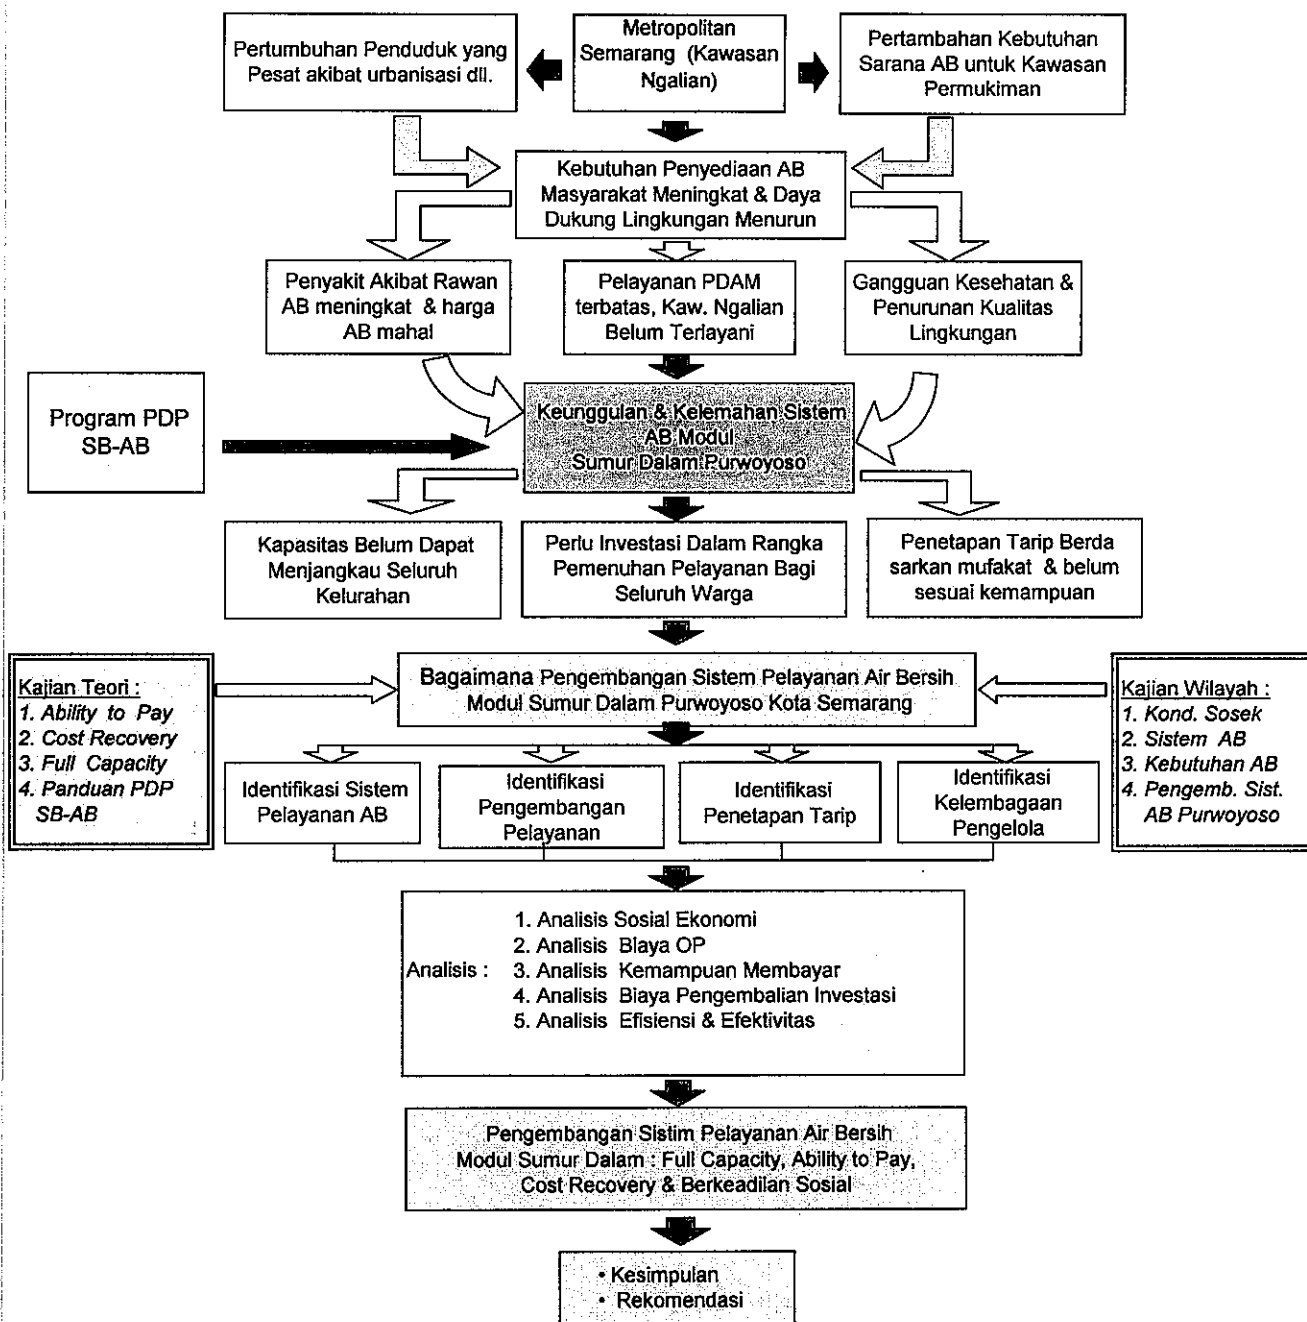 Pertumbuhan Penduduk yang
Pesat akibat urbanisasi dll.
Metropolitan
Semarang (Kawasan
Ngalian)
Pertambahan Kebutuhan
Sarana AB untuk Kawasan
Permukiman
Kebutuhan Penyediaan AB
Masyarakat Meningkat & Daya
Dukung Lingkungan Menurun
Penyakit Akibat Rawan
AB meningkat & harga
AB mahal
Pelayanan PDAM
terbatas, Kaw. Ngalian
Belum Terlayani
Gangguan Kesehatan &
Penurunan Kualitas
Lingkungan
Program PDP
SB-AB
Keunggulan & Kelemahan Sistem
AB Modul
Sumur Dalam Purwoyoso
Kapasitas Belum Dapat
Menjangkau Seluruh
Kelurahan
Perlu Investasi Dalam Rangka
Pemenuhan Pelayanan Bagi
Seluruh Warga
Penetapan Tarip Berda
sarkan mufakat & belum
sesuai kemampuan
Kajian Teori :
1. Ability to Pay
2. Cost Recovery
3. Full Capacity
4. Panduan PDP
SB-AB
Bagaimana Pengembangan Sistem Pelayanan Air Bersih
Modul Sumur Dalam Purwoyoso Kota Semarang
Kajian Wilayah :
1. Kond. Sosek
2. Sistem AB
3. Kebutuhan AB
4. Pengemb. Sist.
AB Purwoyoso
Identifikasi Sistem
Pelayanan AB
Identifikasi
Pengembangan
Pelayanan
Identifikasi
Penetapan Tarip
Identifikasi
Kelembagaan
Pengelola
Analisis :
1. Analisis Sosial Ekonomi
2. Analisis Biaya OP
3. Analisis Kemampuan Membayar
4. Analisis Biaya Pengembalian Investasi
5. Analisis Efisiensi & Efektivitas
Pengembangan Sistim Pelayanan Air Bersih
Modul Sumur Dalam : Full Capacity, Ability to Pay,
Cost Recovery & Berkeadilan Sosial
• Kesimpulan
• Rekomendasi